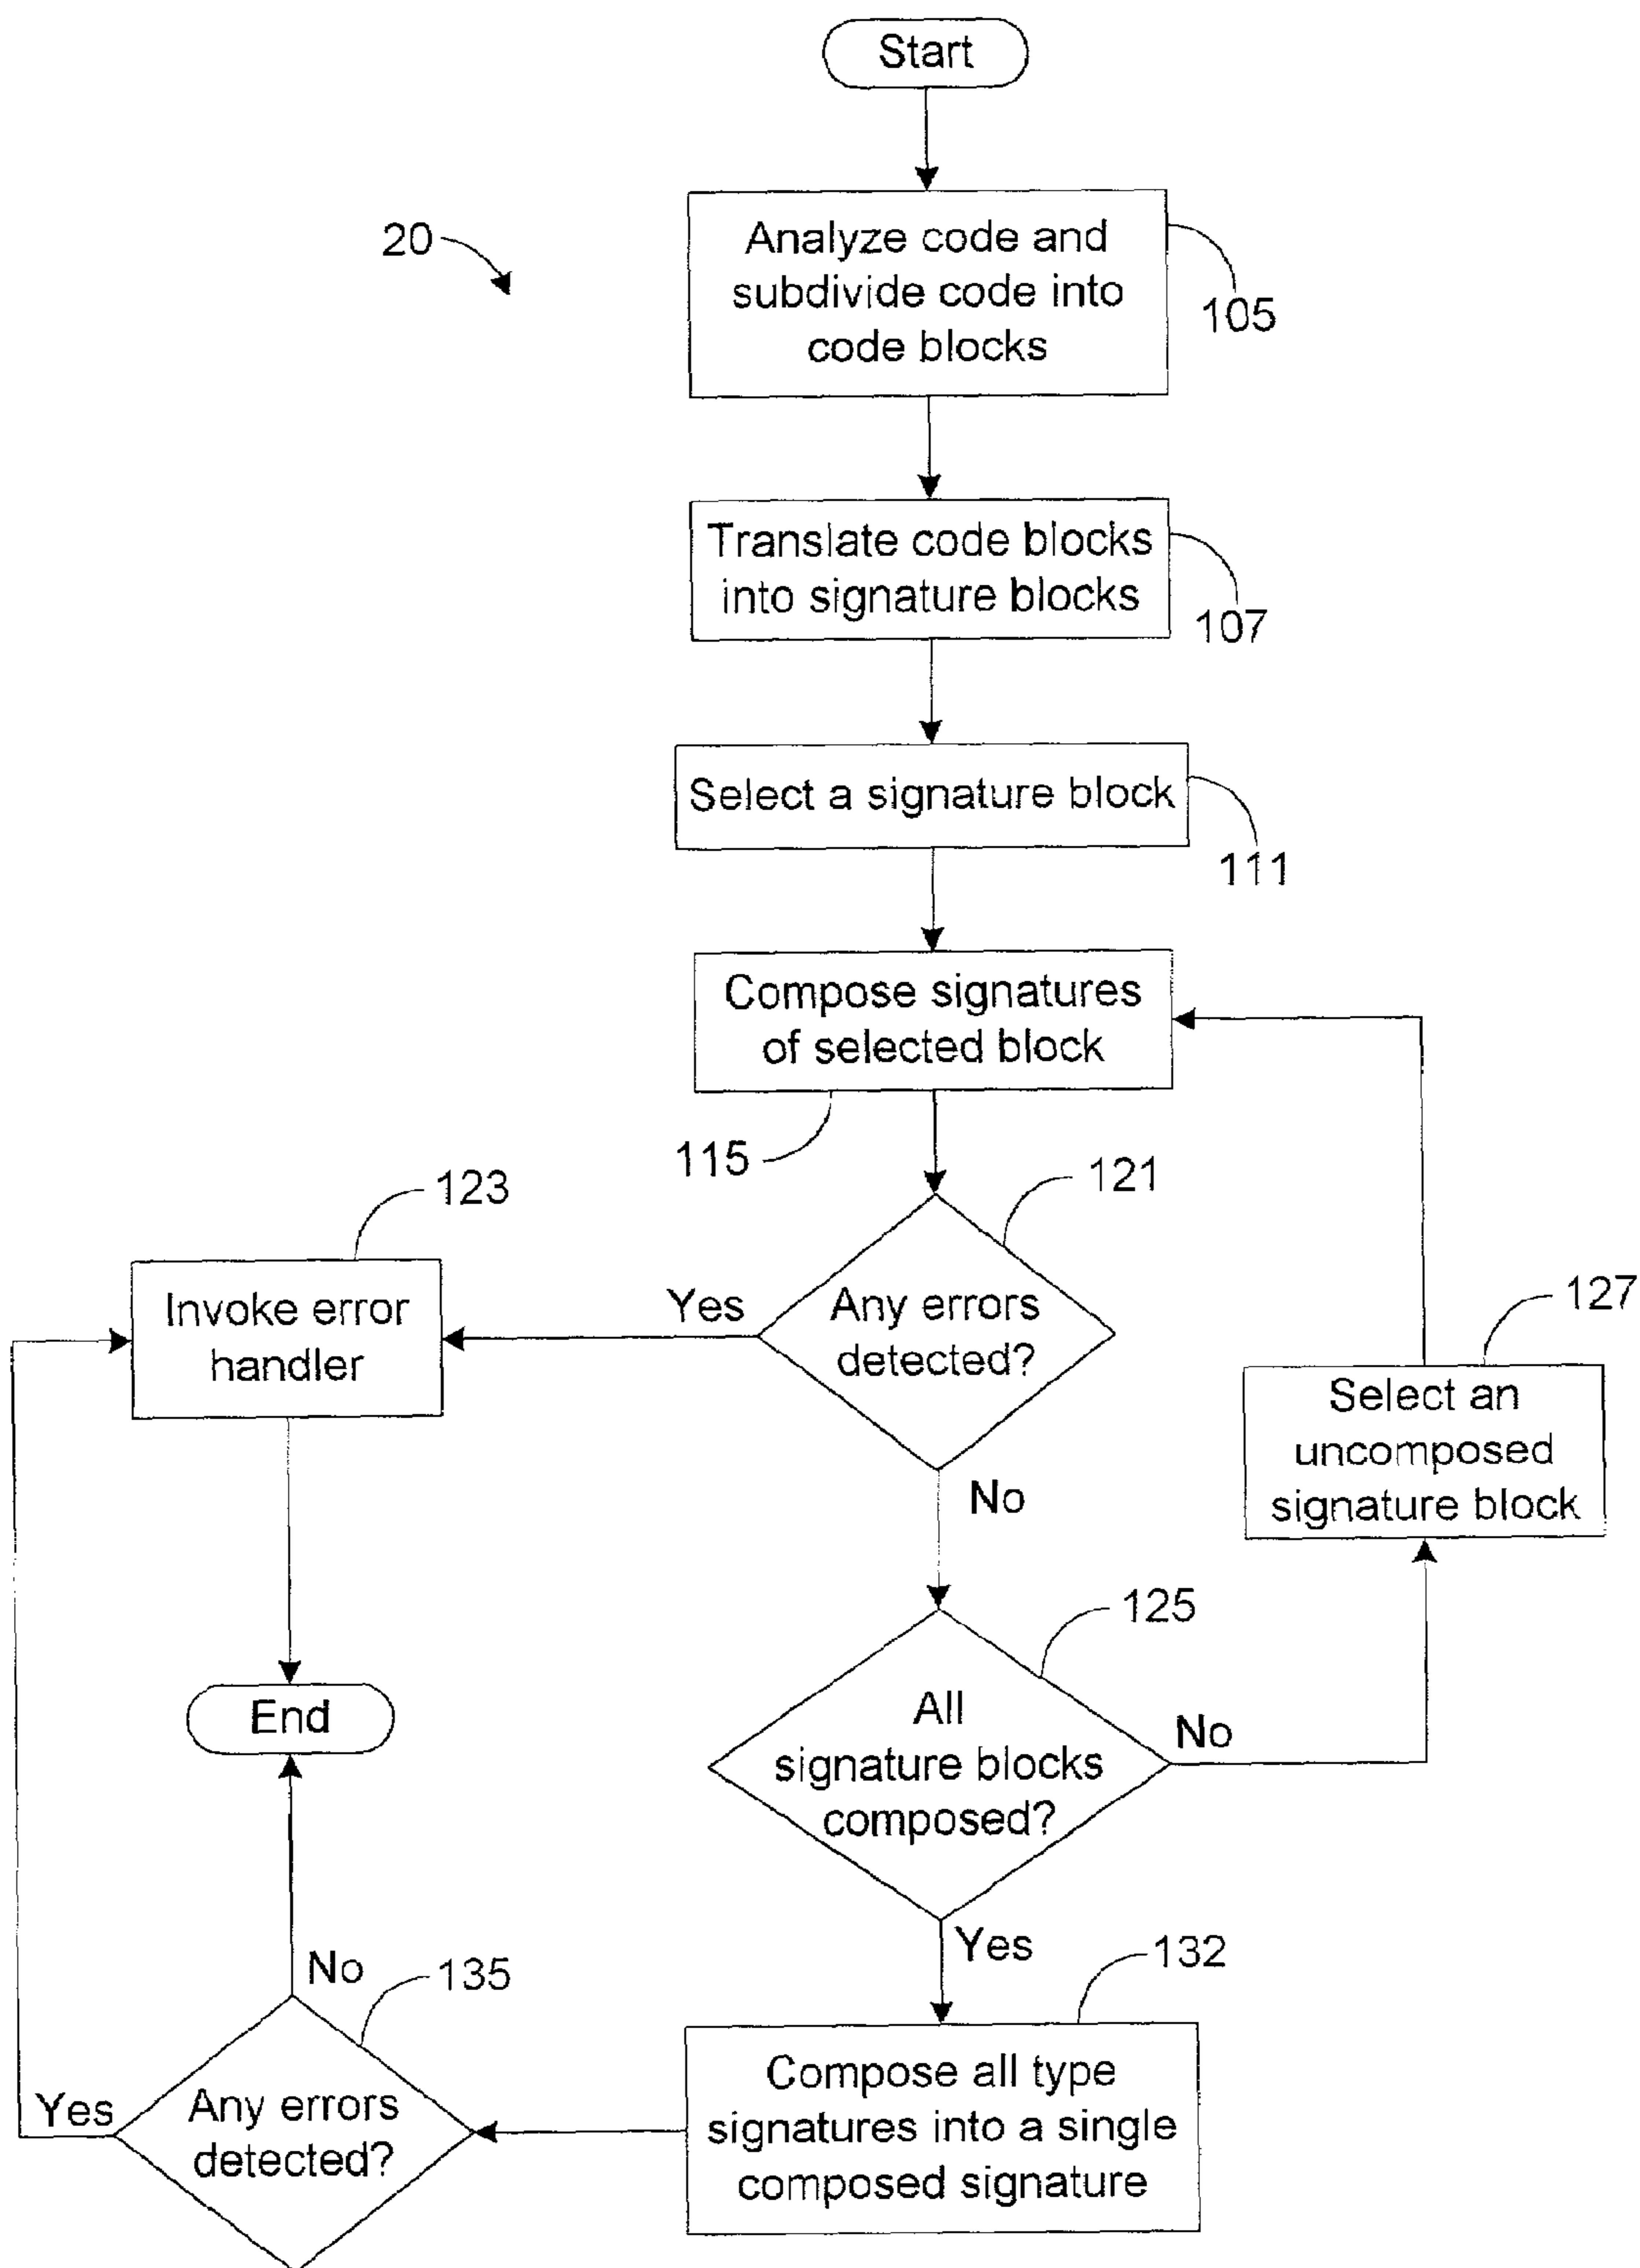 Start
20
Analyze code and
subdivide code into
code blocks
105
Translate code blocks
into signature blocks
107
Select a signature block
111
Compose signatures
of selected block
115
121
123
Any errors
detected?
Yes
Invoke error
handler
127
Select an
uncomposed
signature block
No
125
All
signature blocks
composed?
No
End
Yes
132
Compose all type
signatures into a single
composed signature
135
No
Any errors
detected?
Yes